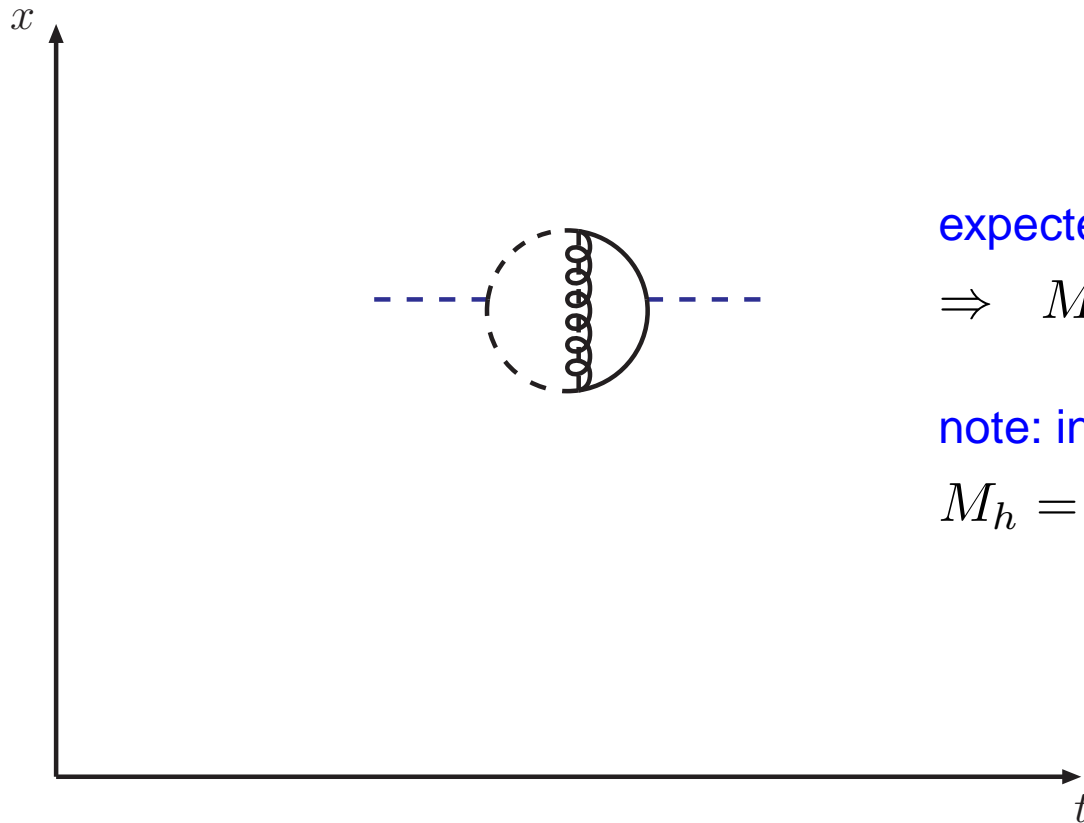 x
expecte
⇒ M
note: in
M_h =
t